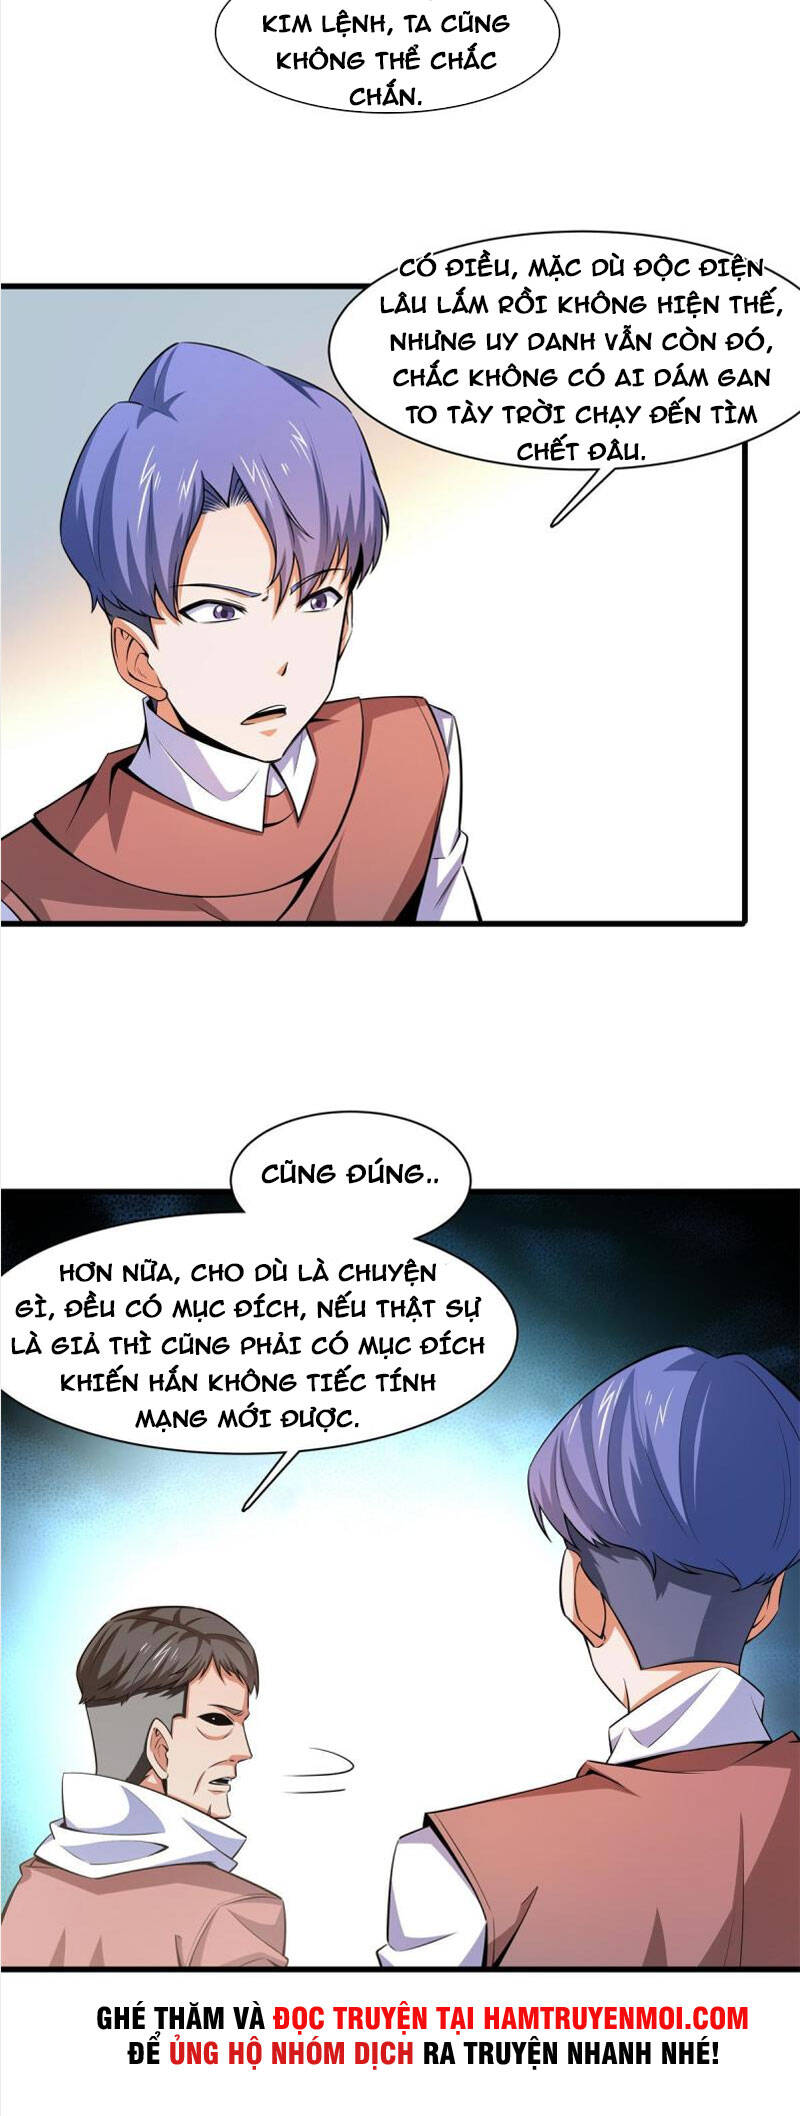 KIM LỆNH, TA CŨNG
KHÔNG THỂ CHẮC
CHẮN.
CÓ ĐIỀU, MẶC DÙ ĐỘC ĐIỆN
LÂU LẮM RỒI KHÔNG HIỆN THẾ,
NHƯNG UY DANH VẪN CÒN ĐÓ,
CHẮC KHÔNG CÓ AI DÁM GAN
TO TÀY TRỜI CHẠY ĐẾN TÌM
CHẾT ĐÂU.
CŨNG ĐÚNG..
HƠN NỮA, CHO DÙ LÀ CHUYỆN
GÌ, ĐỀU CÓ MỤC ĐÍCH, NẾU THẬT SỰ
LÀ GIẢ THÌ CŨNG PHẢI CÓ MỤC ĐÍCH
KHIẾN HẮN KHÔNG TIẾC TÍNH
MẠNG MỚI ĐƯỢC.
GHÉ THĂM VÀ ĐỌC TRUYỆN TẠI HAMTRUYENMOI.COM
ĐỂ ỦNG HỘ NHÓM DỊCH RA TRUYỆN NHANH NHÉ!